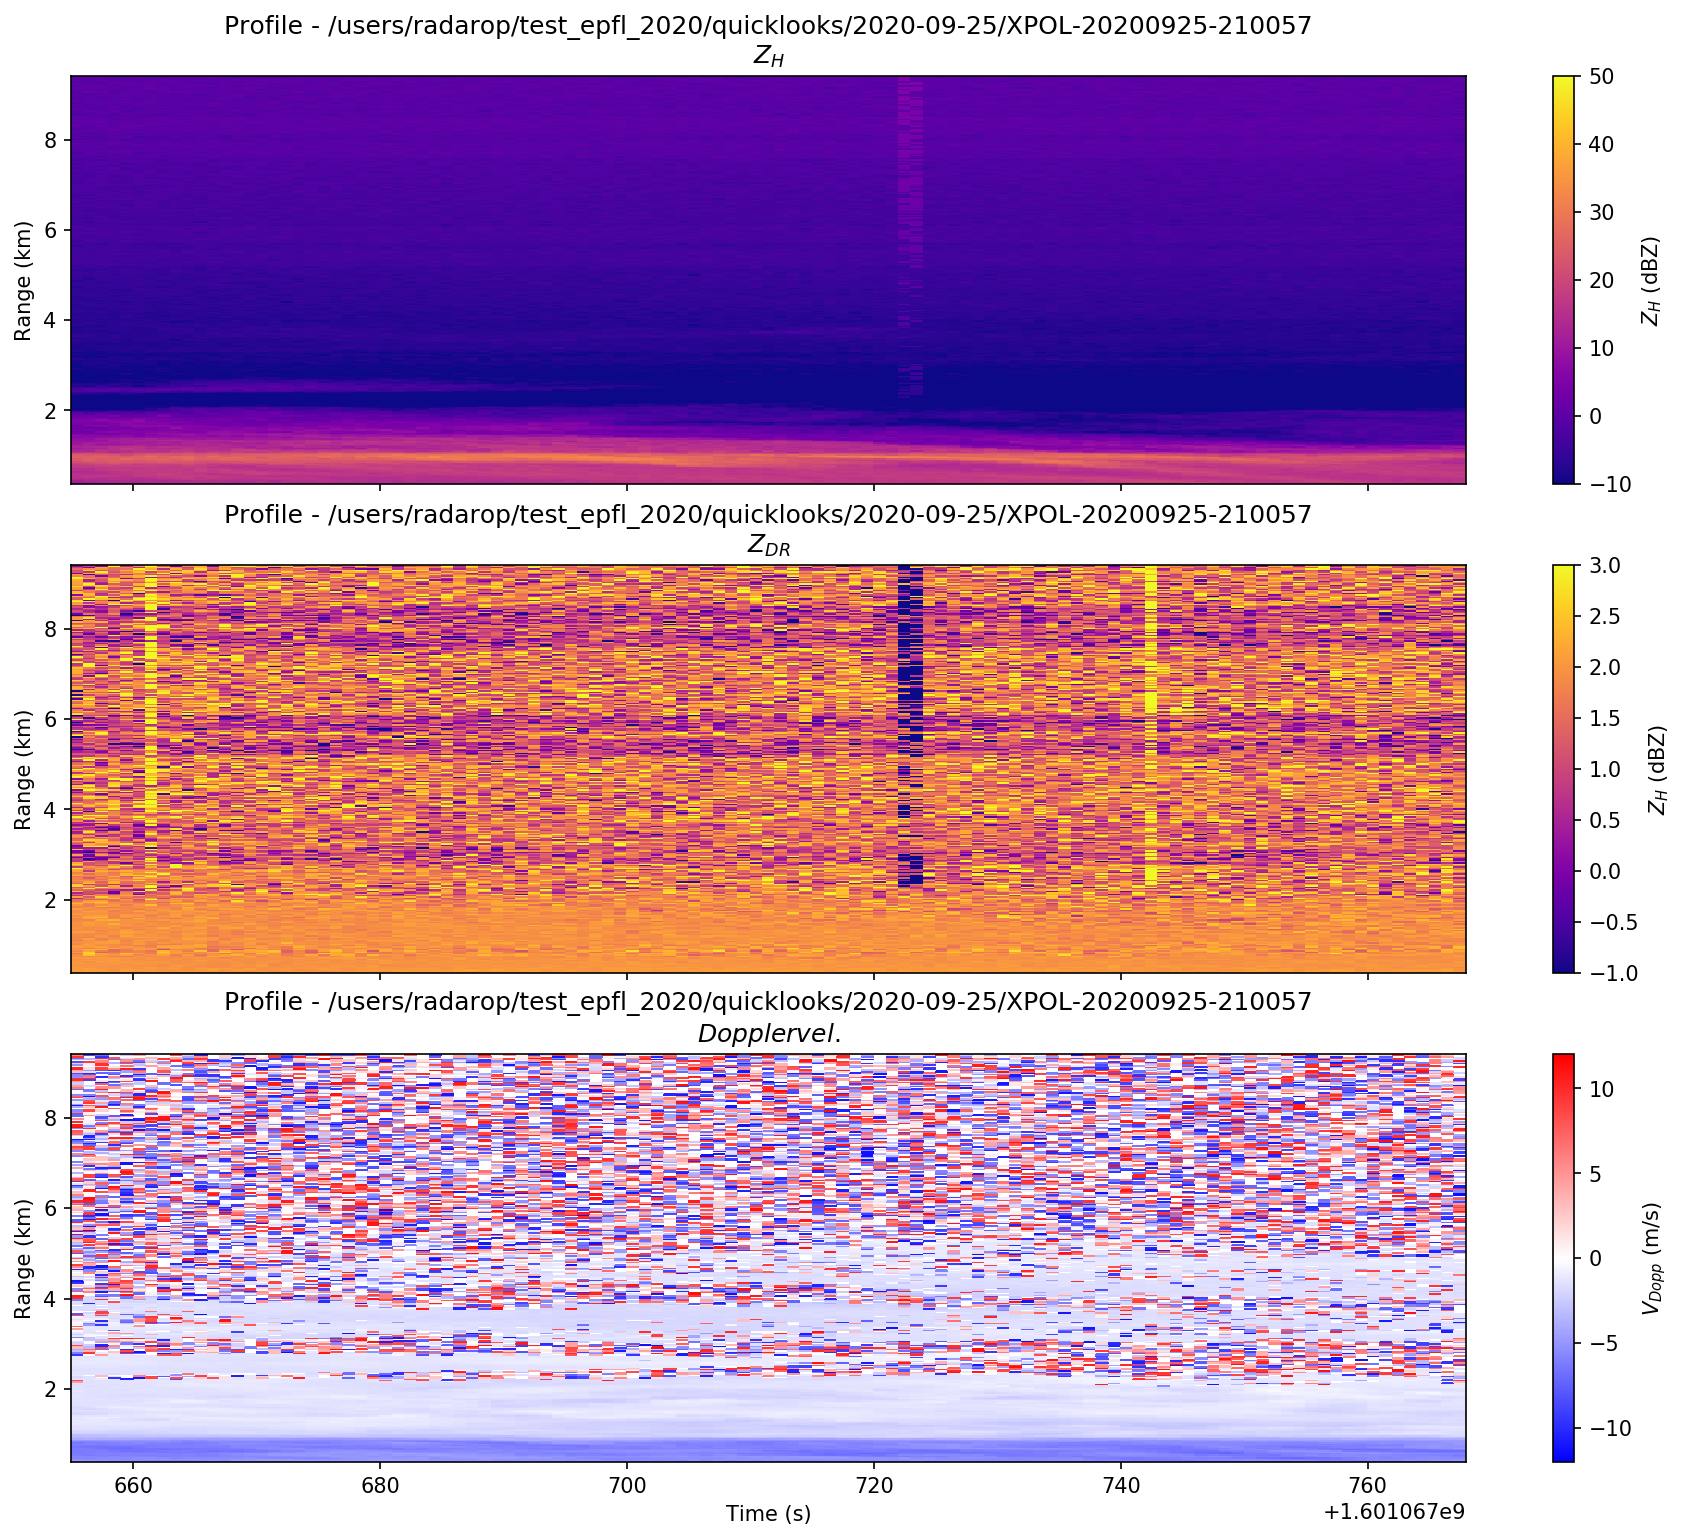 Profile - /users/radarop/test_epfl_2020/quicklooks/2020-09-25/XPOL-20200925-210057
Z_H
Range (km)
8
6
4
2
50
40
30
20
10
0
−10
Z_H (dBZ)
Profile - /users/radarop/test_epfl_2020/quicklooks/2020-09-25/XPOL-20200925-210057
Z_DR
Range (km)
8
6
4
2
3.0
2.5
2.0
1.5
1.0
0.5
0.0
−0.5
−1.0
Z_H (dBZ)
Profile - /users/radarop/test_epfl_2020/quicklooks/2020-09-25/XPOL-20200925-210057
Dopplervel.
Range (km)
8
6
4
2
10
5
0
−5
−10
V_Dopp (m/s)
660 680 700 720 740 760
Time (s)
+1.601067e9